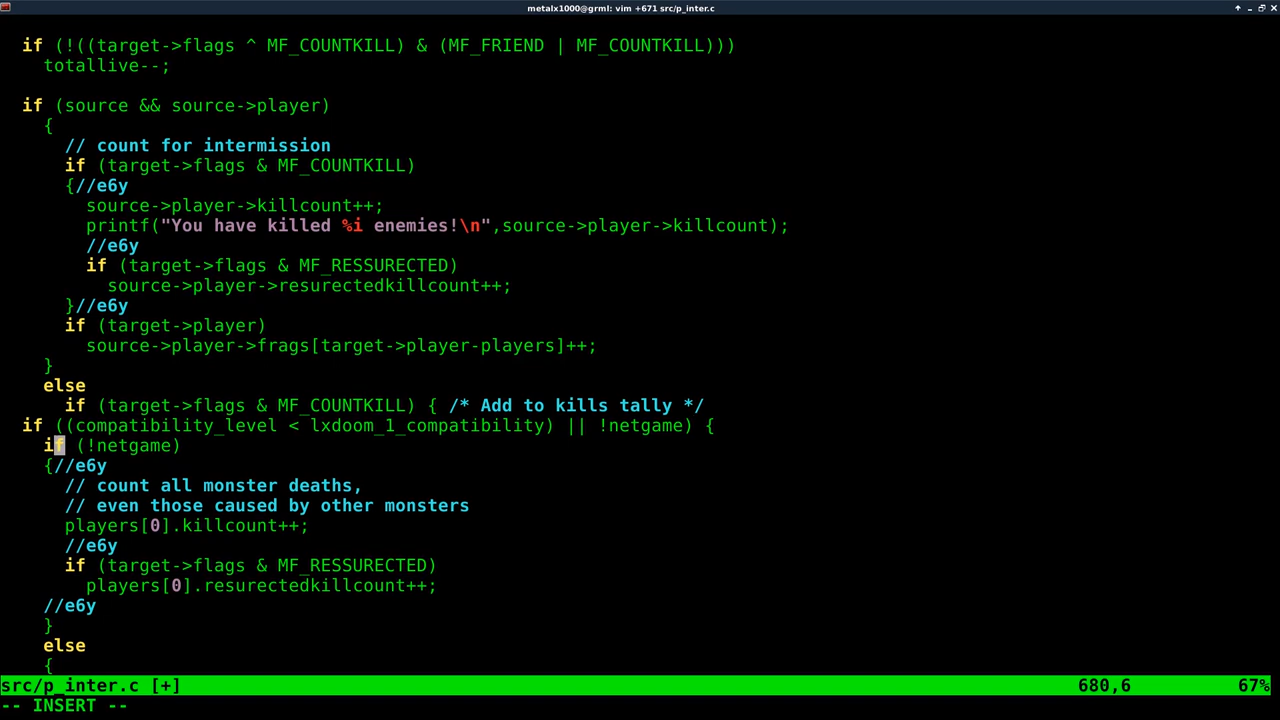 metalx1000@grml: vim +671 src/p_inter.c
if (!((target->flags ^ MF_COUNTKILL) & (MF_FRIEND | MF_COUNTKILL)))
totallive--;
if (source && source->player)
{
// count for intermission
if (target->flags & MF_COUNTKILL)
{//e6y
source->player->killcount++;
printf("You have killed %i enemies!\n",source->player->killcount);
//e6y
if (target->flags & MF_RESSURECTED)
source->player->resurectedkillcount++;
}//e6y
if (target->player)
source->player->frags[target->player-players]++;
}
else
if (target->flags & MF_COUNTKILL) { /* Add to kills tally */
if ((compatibility_level < lxdoom_1_compatibility) || !netgame) {
if (!netgame)
{//e6y
// count all monster deaths,
// even those caused by other monsters
players[0].killcount++;
//e6y
if (target->flags & MF_RESSURECTED)
players[0].resurectedkillcount++;
//e6y
}
else
{
src/p_inter.c [+] 680,6 67%
-- INSERT --